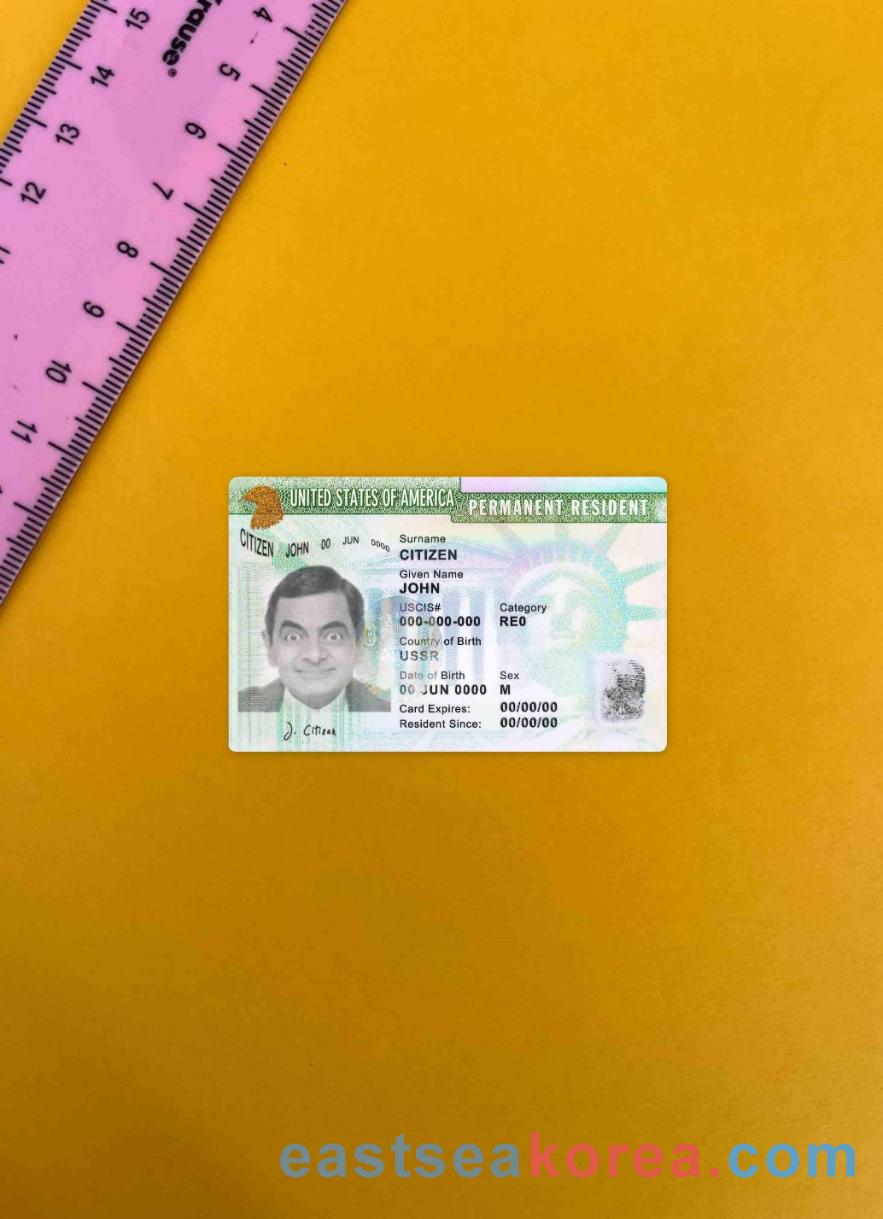 15 4
Krause®
14 5
13 6
12 7
8
9
10
11
UNITED STATES OF AMERICA PERMANENT RESIDENT
CITIZEN JOHN 00 JUN 0000
Surname
CITIZEN
Given Name
JOHN
USCIS# Category
000-000-000 RE0
Country of Birth
USSR
Date of Birth Sex
00 JUN 0000 M
Card Expires: 00/00/00
Resident Since: 00/00/00
J. Citizen
eastseakorea.com